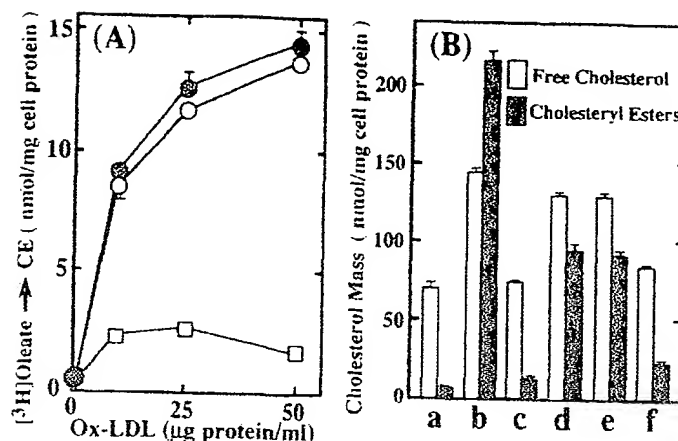 (A)
15
10
5
0
[³H]Oleate → CE ( nmol/mg cell protein)
0 25 50
Ox-LDL (μg protein/ml)
(B)
Free Cholesterol
Cholesteryl Esters
200
150
100
50
0
Cholesterol Mass ( nmol/mg cell protein)
a b c d e f